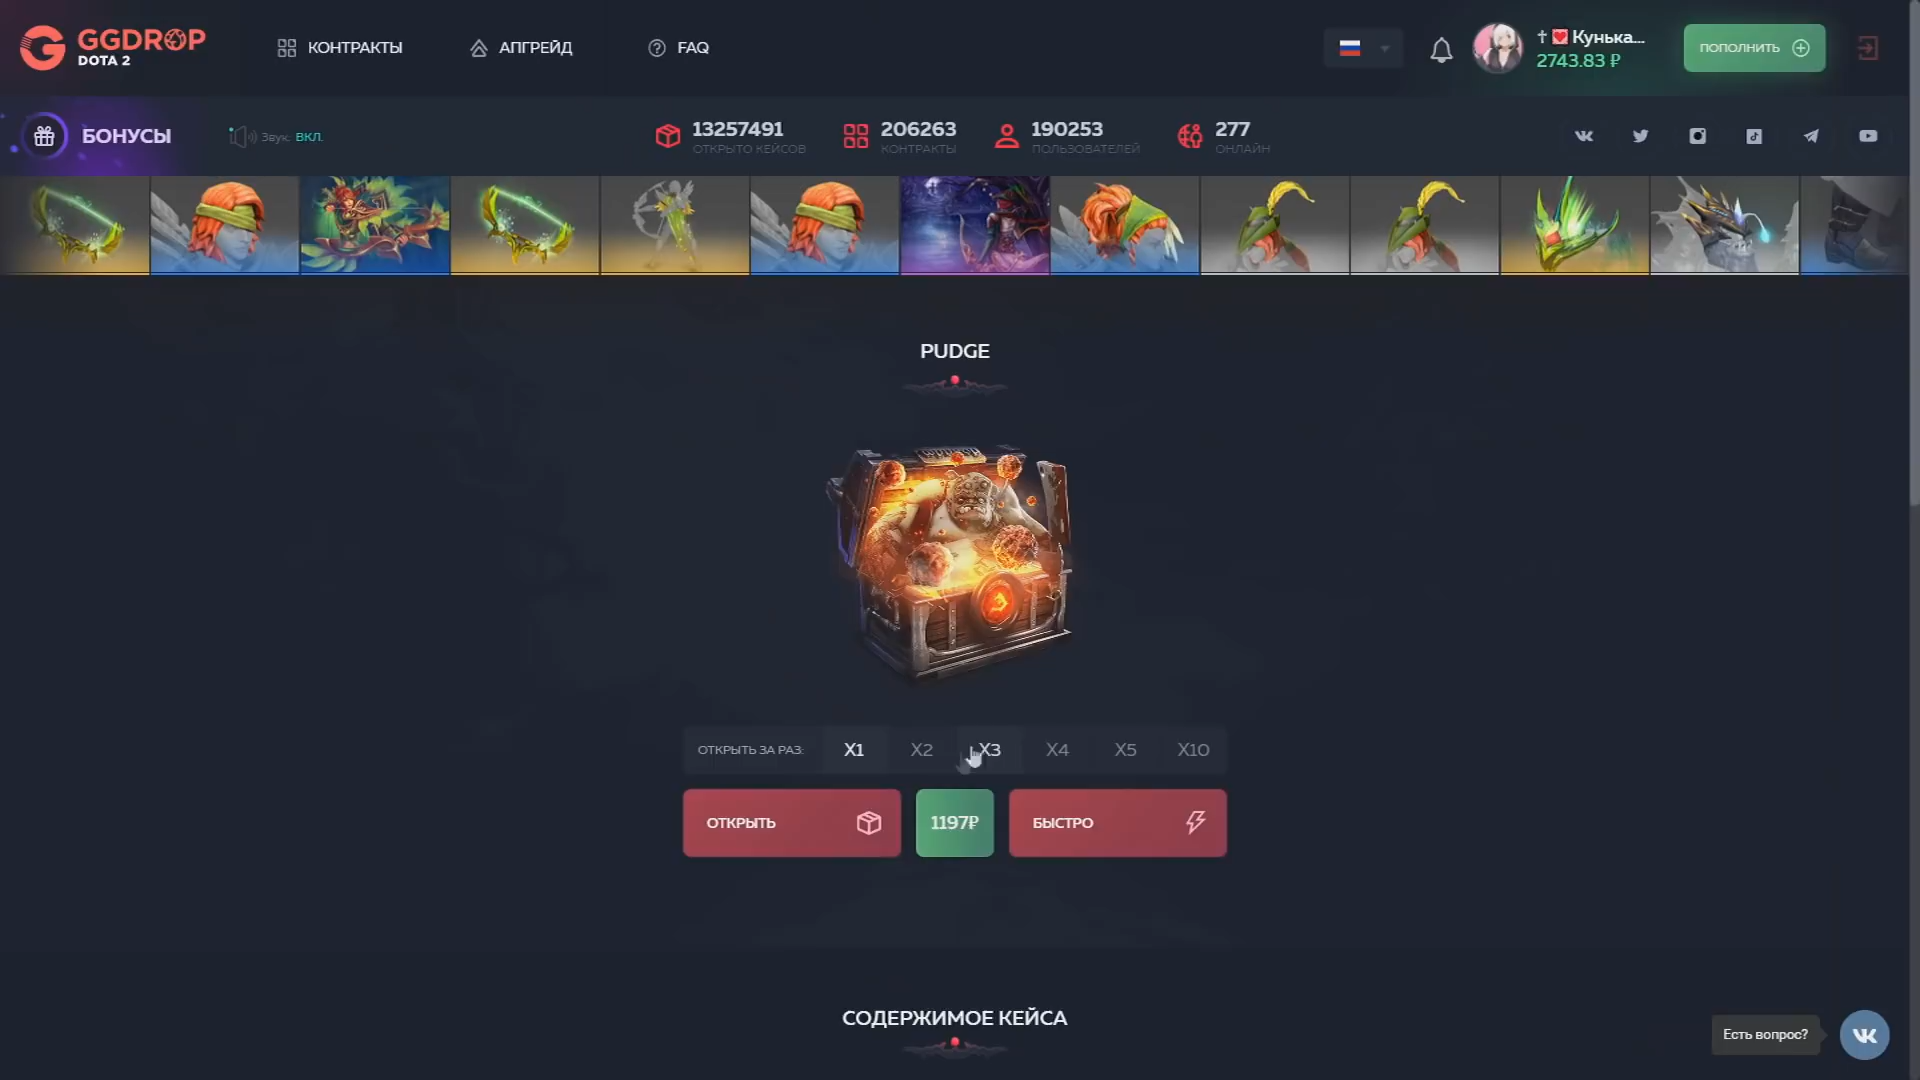 GGDROP
DOTA 2
КОНТРАКТЫ
АПГРЕЙД
FAQ
† Кунька...
2743.83 ₽
ПОПОЛНИТЬ
БОНУСЫ
Звук: ВКЛ.
13257491
ОТКРЫТО КЕЙСОВ
206263
КОНТРАКТЫ
190253
ПОЛЬЗОВАТЕЛЕЙ
277
ОНЛАЙН
PUDGE
ОТКРЫТЬ ЗА РАЗ:
X1
X2
X3
X4
X5
X10
ОТКРЫТЬ
1197₽
БЫСТРО
СОДЕРЖИМОЕ КЕЙСА
Есть вопрос?